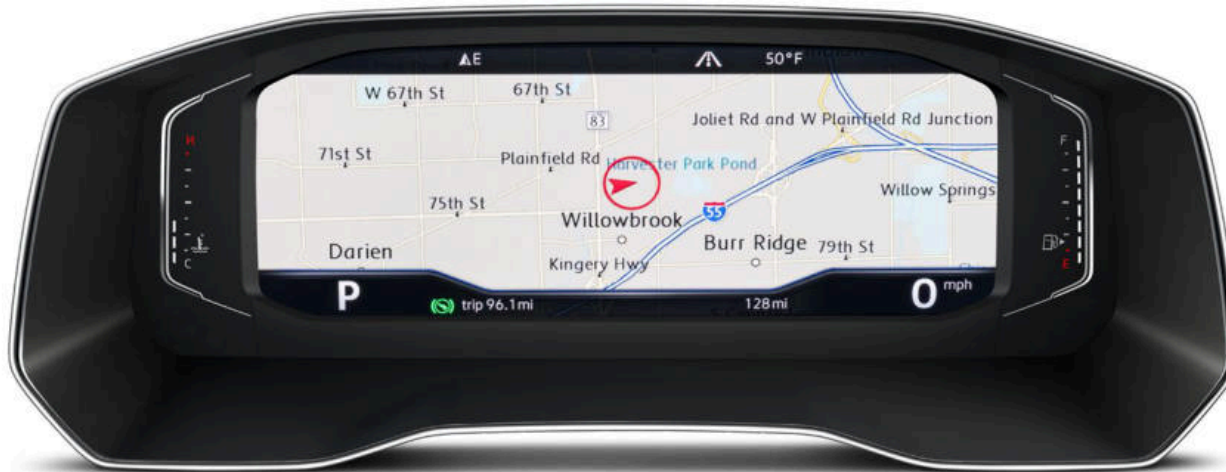 E
50°F
W 67th St
67th St
83
Joliet Rd and W Plainfield Rd Junction
H
F
71st St
Plainfield Rd
Harvester Park Pond
Willow Springs
75th St
55
Willowbrook
Burr Ridge
79th St
Darien
Kingery Hwy
C
E
P
trip 96.1mi
128mi
0 mph